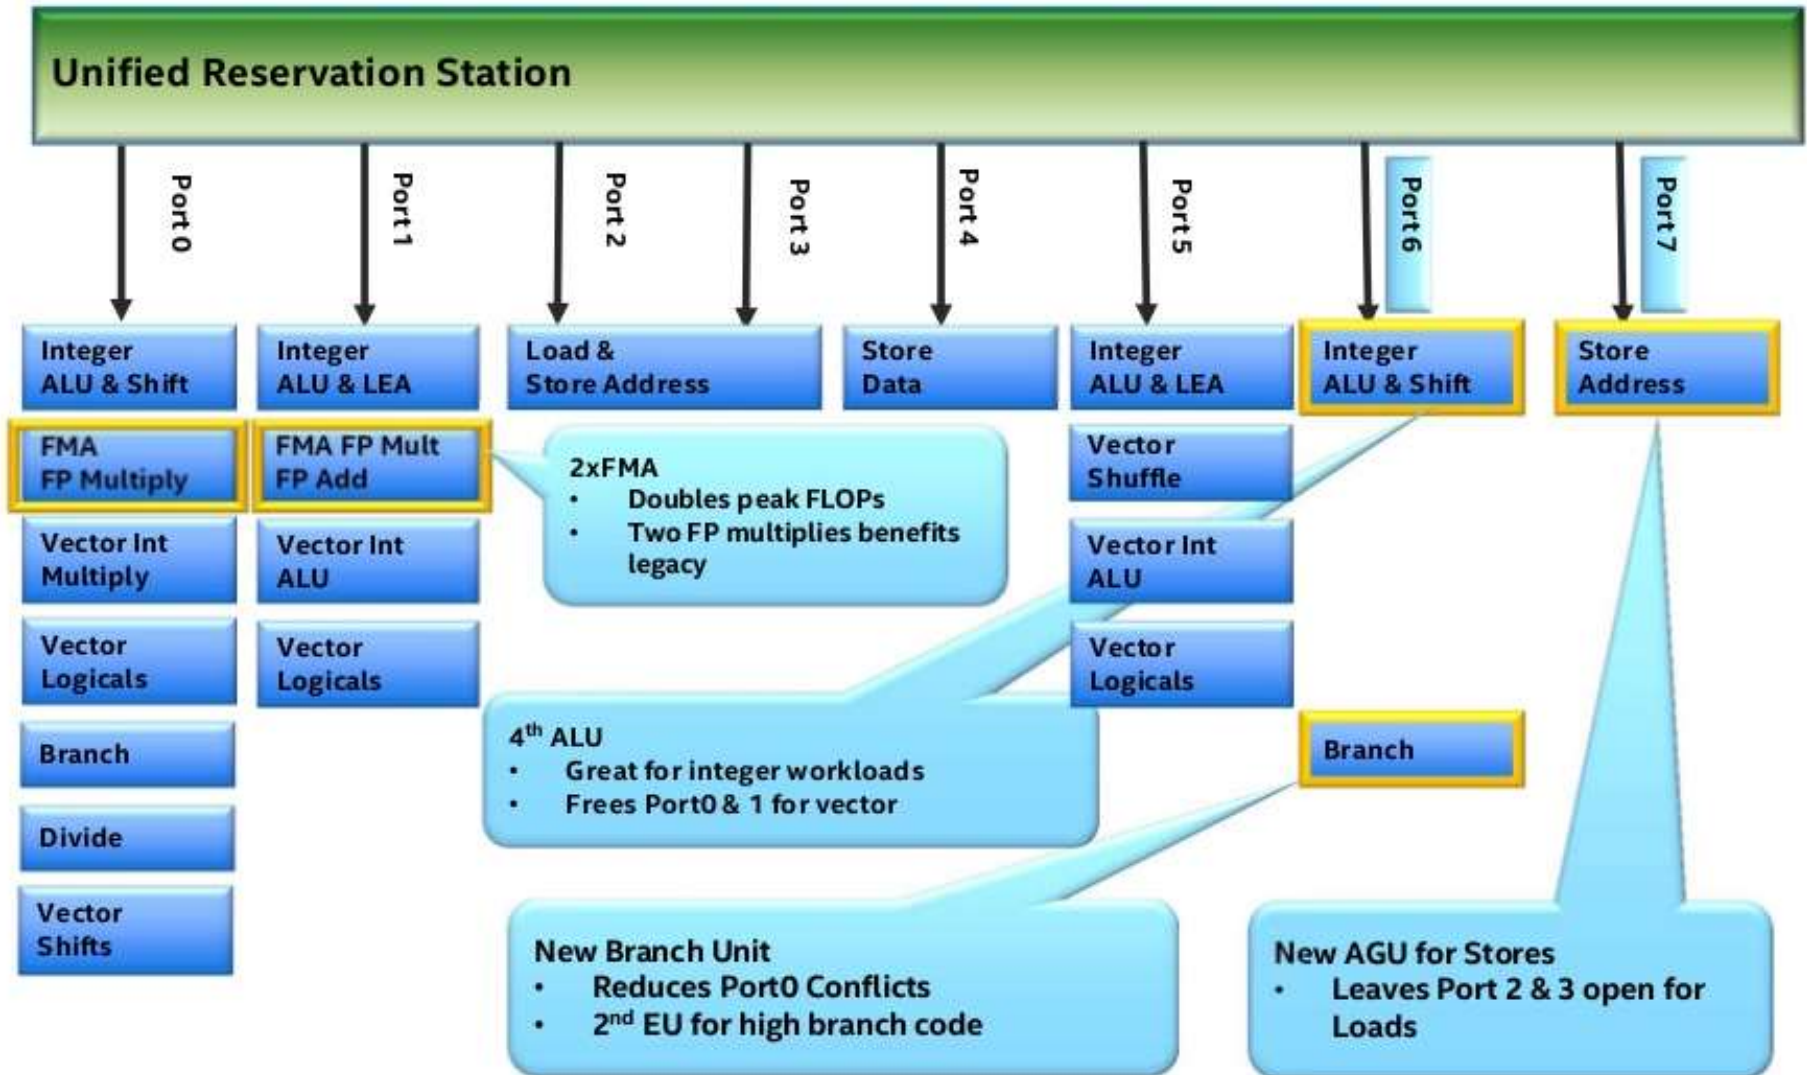 Unified Reservation Station
Port 0
Port 1
Port 2
Port 3
Port 4
Port 5
Port 6
Port 7
Integer
ALU & Shift
Integer
ALU & LEA
Load &
Store Address
Store
Data
Integer
ALU & LEA
Integer
ALU & Shift
Store
Address
FMA
FP Multiply
FMA FP Mult
FP Add
2xFMA
• Doubles peak FLOPs
• Two FP multiplies benefits
legacy
Vector
Shuffle
Vector Int
Multiply
Vector Int
ALU
Vector Int
ALU
Vector
Logicals
Vector
Logicals
Vector
Logicals
4th ALU
• Great for integer workloads
• Frees Port0 & 1 for vector
Branch
Branch
Divide
Vector
Shifts
New Branch Unit
• Reduces Port0 Conflicts
• 2nd EU for high branch code
New AGU for Stores
• Leaves Port 2 & 3 open for
Loads